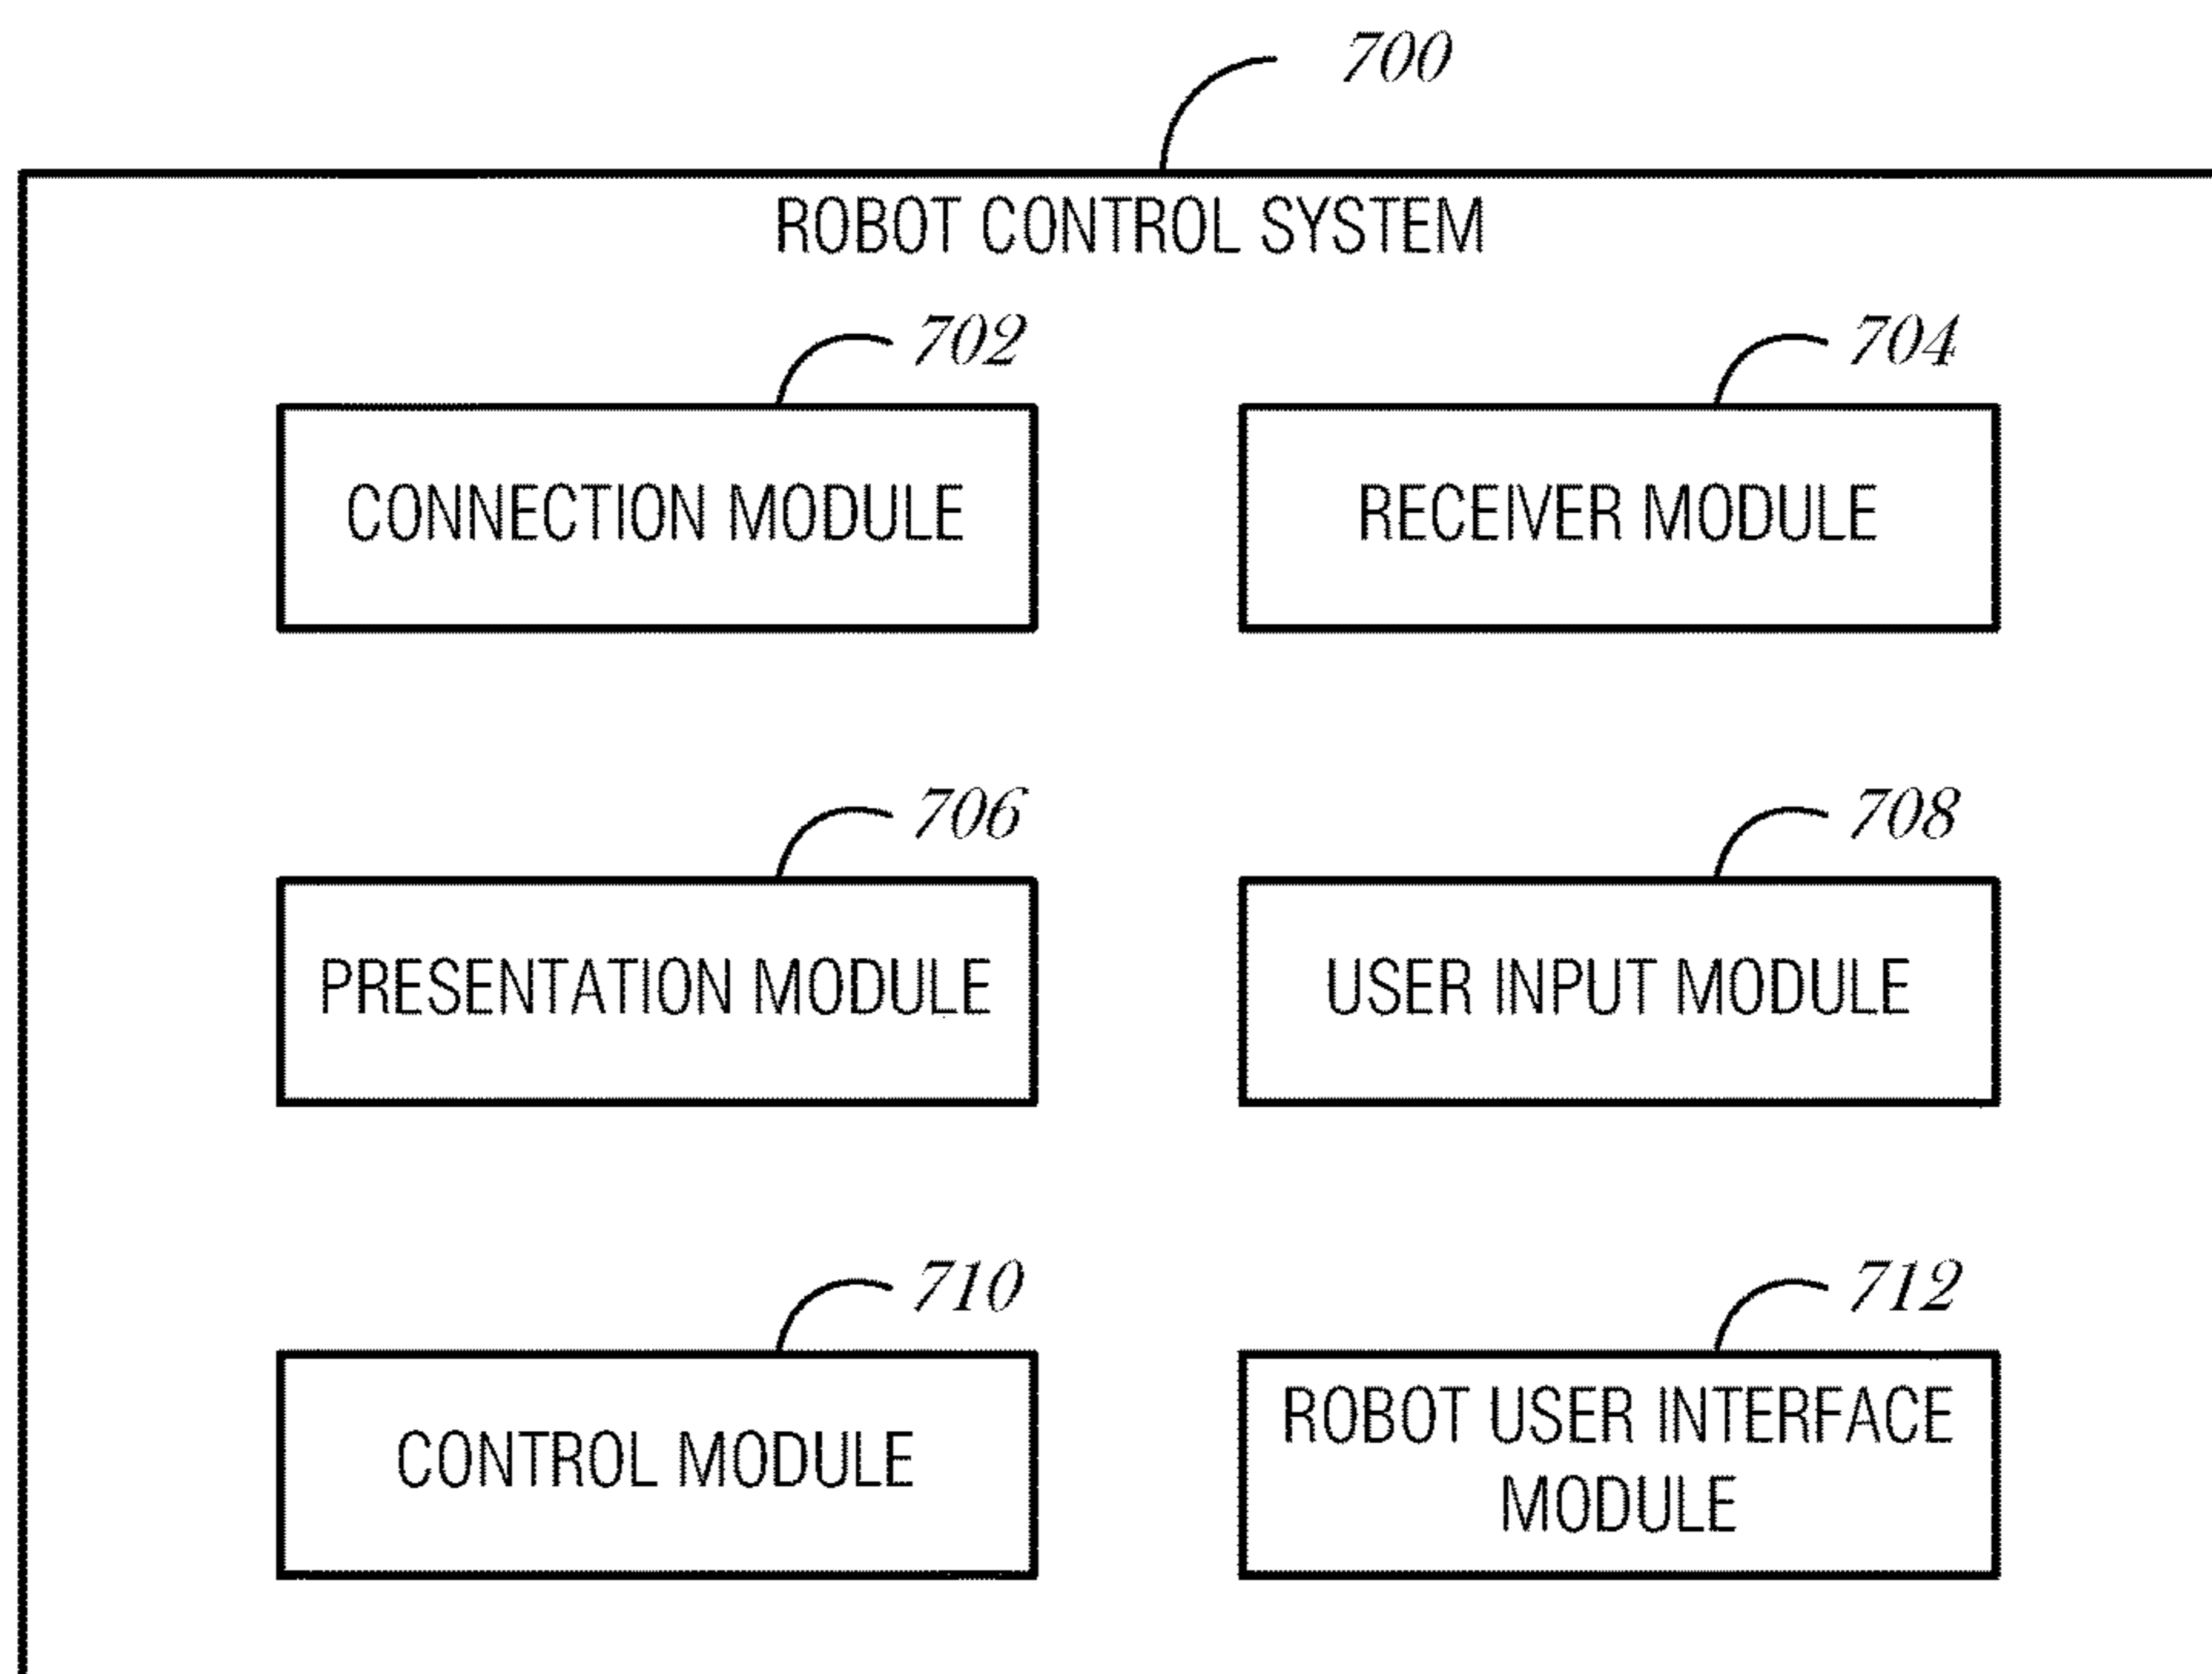 700
ROBOT CONTROL SYSTEM
702
704
CONNECTION MODULE
RECEIVER MODULE
706
708
PRESENTATION MODULE
USER INPUT MODULE
710
712
CONTROL MODULE
ROBOT USER INTERFACE
MODULE